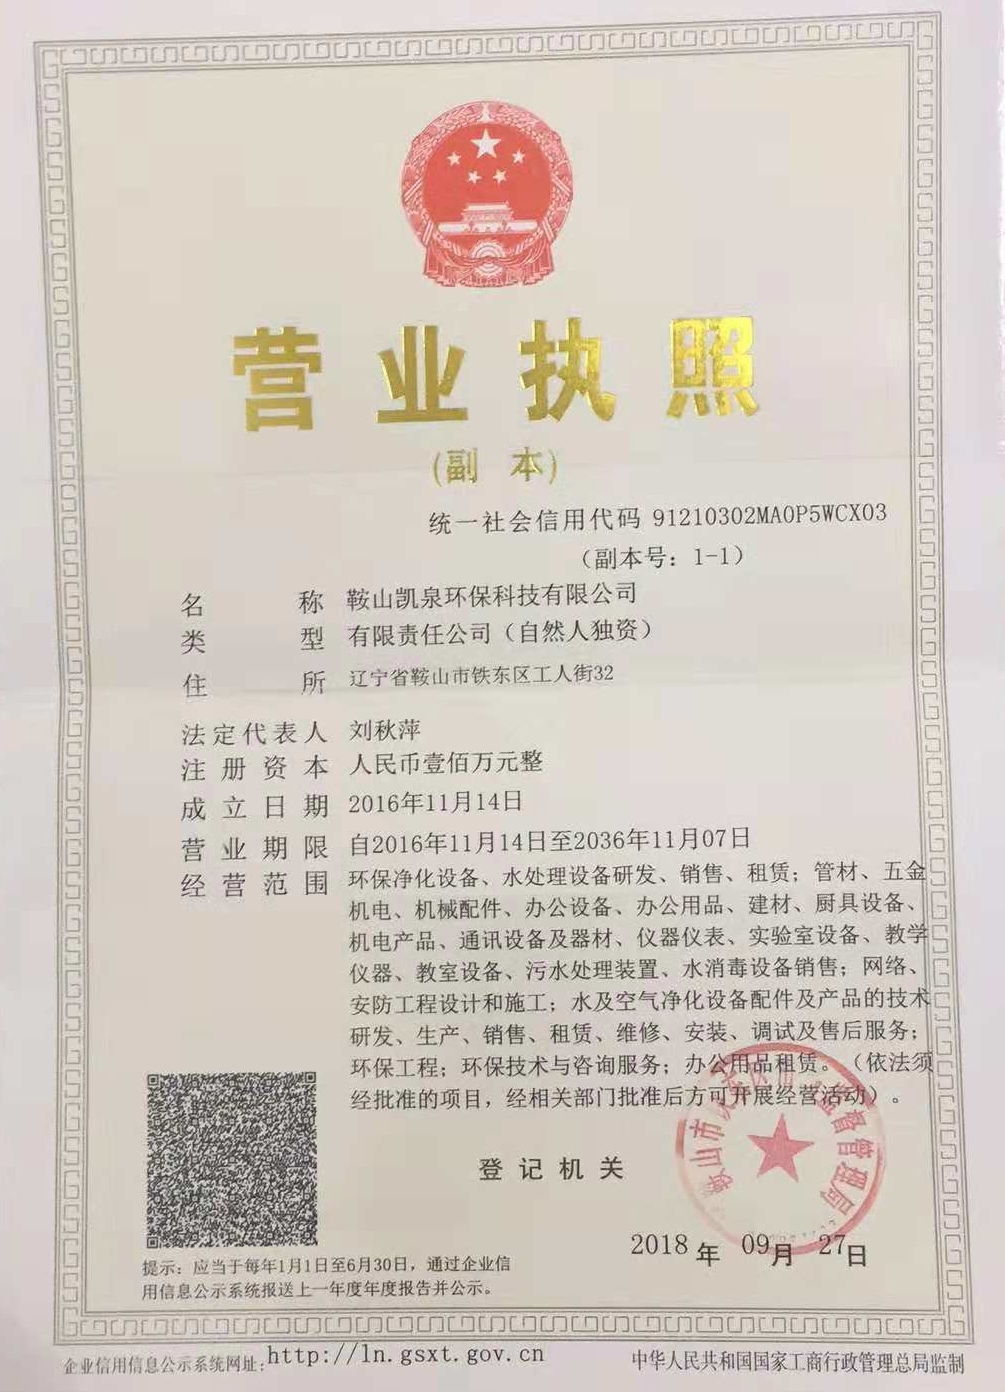 营业执照
(副 本)
统一社会信用代码 91210302MA0P5WCX03
（副本号：1-1）
名 称 鞍山凯泉环保科技有限公司
类 型 有限责任公司（自然人独资）
住 所 辽宁省鞍山市铁东区工人街32
法定代表人 刘秋萍
注册资本 人民币壹佰万元整
成立日期 2016年11月14日
营业期限 自2016年11月14日至2036年11月07日
经营范围 环保净化设备、水处理设备研发、销售、租赁；管材、五金
机电、机械配件、办公设备、办公用品、建材、厨具设备、
机电产品、通讯设备及器材、仪器仪表、实验室设备、教学
仪器、教室设备、污水处理装置、水消毒设备销售；网络、
安防工程设计和施工；水及空气净化设备配件及产品的技术
研发、生产、销售、租赁、维修、安装、调试及售后服务；
环保工程；环保技术与咨询服务；办公用品租赁。（依法须
经批准的项目，经相关部门批准后方可开展经营活动）。
登记机关
鞍山市 监督管理局
2018 年 09月 27日
提示：应当于每年1月1日至6月30日，通过企业信
用信息公示系统报送上一年度年度报告并公示。
企业信用信息公示系统网址：http://ln.gsxt.gov.cn
中华人民共和国国家工商行政管理总局监制